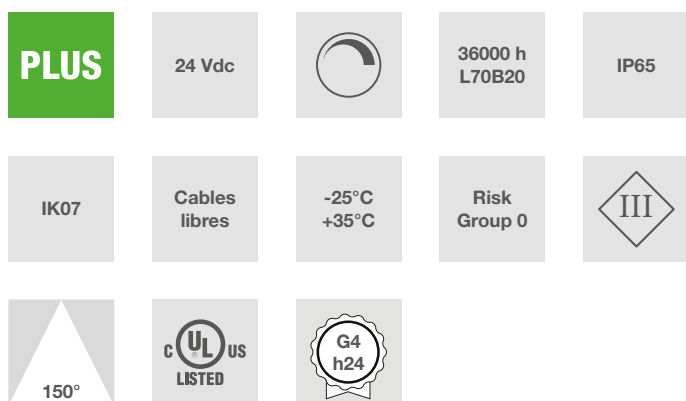 PLUS
24 Vdc
36000 h
L70B20
IP65
IK07
Cables
libres
-25°C
+35°C
Risk
Group 0
III
150°
C UL US
®
LISTED
G4
h24